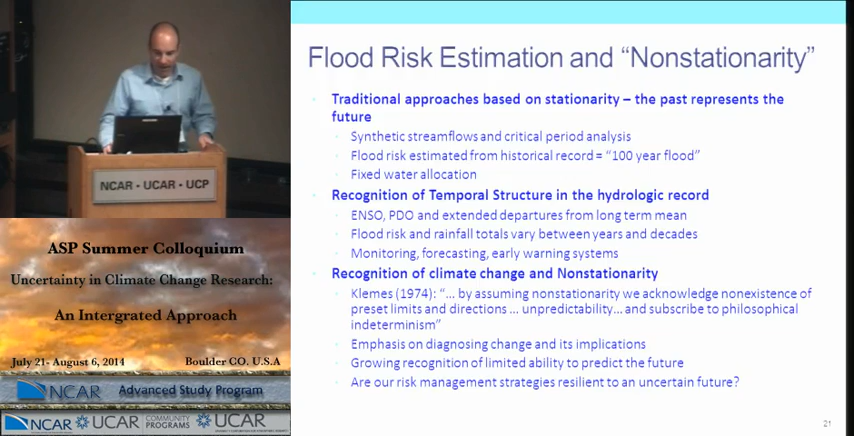 Flood Risk Estimation and “Nonstationarity”
Traditional approaches based on stationarity – the past represents the
future
Synthetic streamflows and critical period analysis
Flood risk estimated from historical record = “100 year flood”
Fixed water allocation
Recognition of Temporal Structure in the hydrologic record
ENSO, PDO and extended departures from long term mean
Flood risk and rainfall totals vary between years and decades
Monitoring, forecasting, early warning systems
Recognition of climate change and Nonstationarity
Klemes (1974): “… by assuming nonstationarity we acknowledge nonexistence of
preset limits and directions … unpredictability… and subscribe to philosophical
indeterminism”
Emphasis on diagnosing change and its implications
Growing recognition of limited ability to predict the future
Are our risk management strategies resilient to an uncertain future?
21
NCAR · UCAR · UCP
ASP Summer Colloquium
Uncertainty in Climate Change Research:
An Intergrated Approach
July 21- August 6, 2014 Boulder CO. U.S.A
NCAR Advanced Study Program
NCAR UCAR COMMUNITY PROGRAMS UCAR